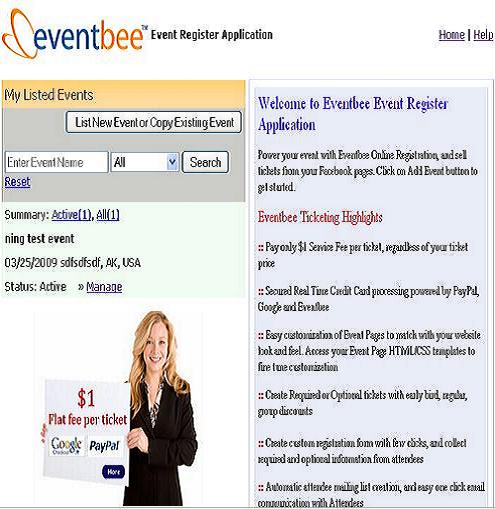 eventbee™ Event Register Application
Home | Help
My Listed Events
List New Event or Copy Existing Event
Enter Event Name All Search
Reset
Summary: Active(1), All(1)
ning test event
03/25/2009 sdfsdfsdf, AK, USA
Status: Active » Manage
$1
Flat fee per ticket
Google PayPal
Checkout
More
Welcome to Eventbee Event Register
Application
Power your event with Eventbee Online Registration, and sell
tickets from your Facebook pages. Click on Add Event button to
get started.
Eventbee Ticketing Highlights
:: Pay only $1 Service Fee per ticket, regardless of your ticket
price
:: Secured Real Time Credit Card processing powered by PayPal,
Google and Eventbee
:: Easy customization of Event Pages to match with your website
look and feel. Access your Event Page HTML/CSS templates to
fine tune customization
:: Create Required or Optional tickets with early bird, regular,
group discounts
:: Create custom registration form with few clicks, and collect
required and optional information from attendees
:: Automatic attendee mailing list creation, and easy one click email
communication with Attendees